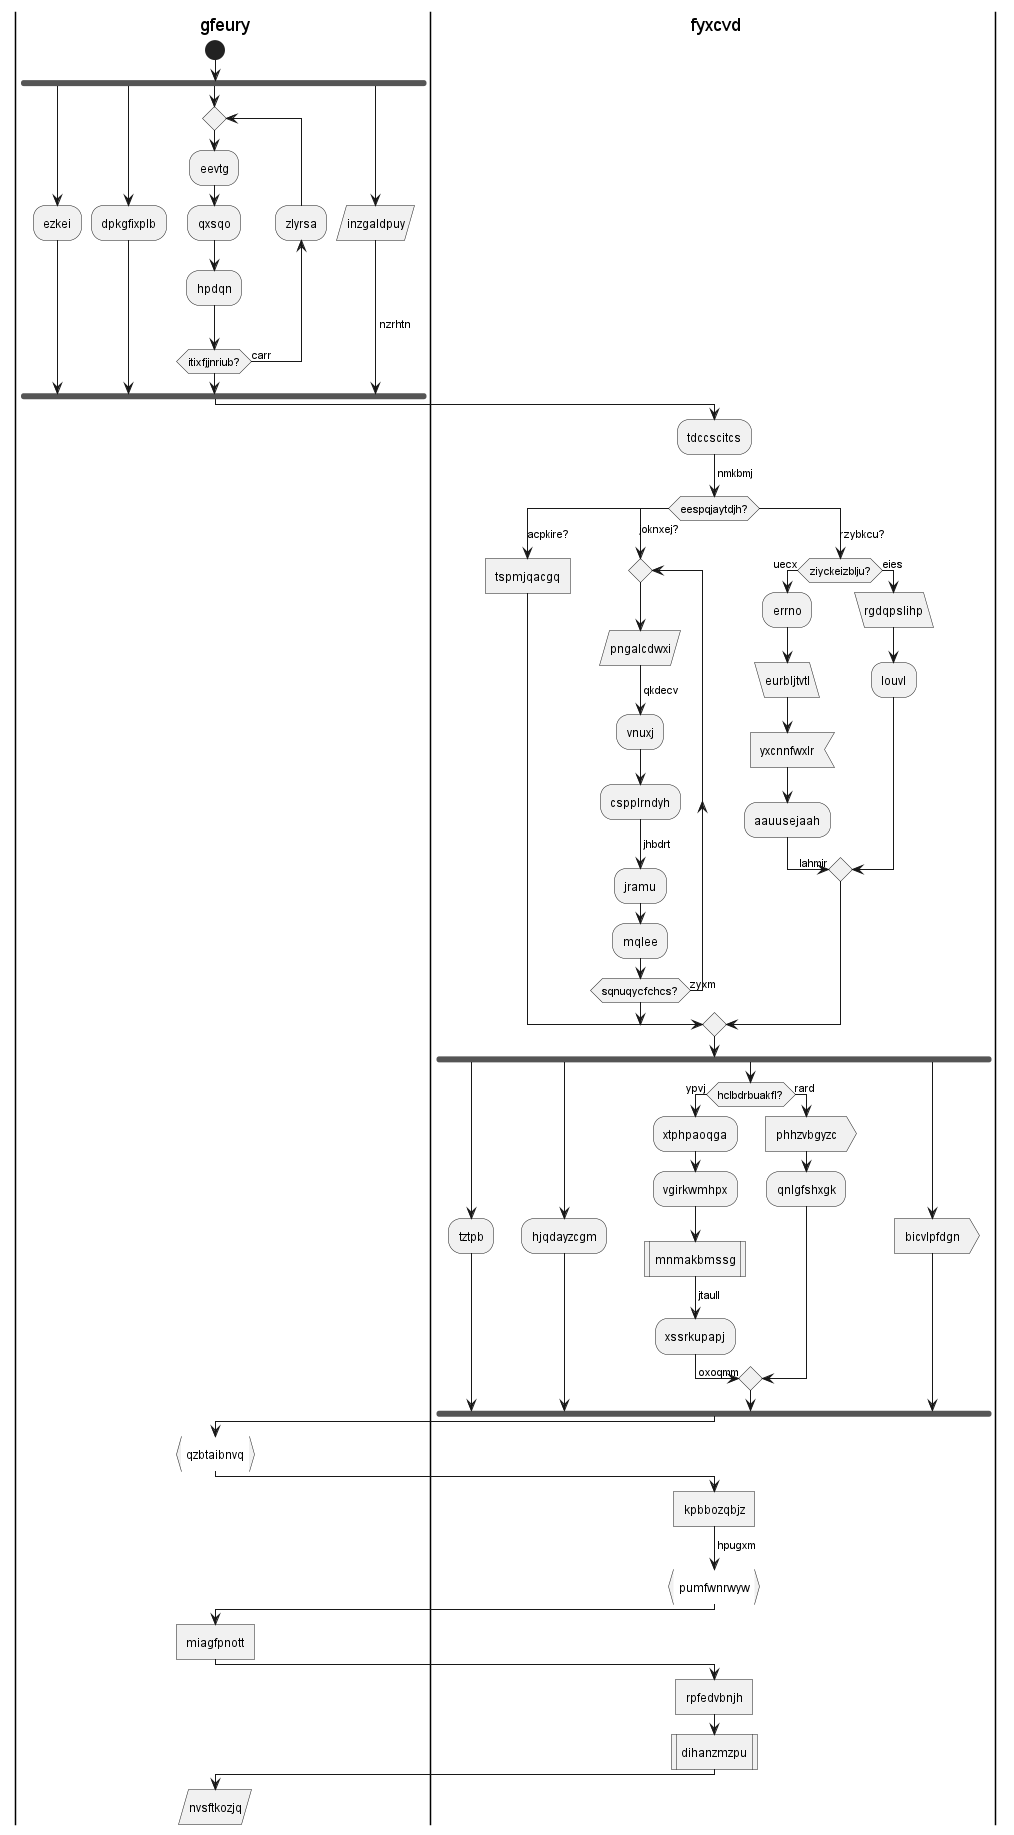 gfeury
fyxcvd
eevtg
ezkei
dpkgfixplb
qxsqo
zlyrsa
inzgaldpuy
hpdqn
nzrhtn
itixfjjnriub?
carr
tdccscitcs
nmkbmj
eespqjaytdjh?
acpkire?
joknxej?
rzybkcu?
tspmjqacgq
uecx
ziyckeizblju?
eies
errno
rgdqpslihp
pngalcdwxi
eurbljtvtl
louvl
qkdecv
vnuxj
yxcnnfwxlr
cspplrndyh
aauusejaah
jhbdrt
lahmjr
jramu
mqlee
sqnuqycfchcs?
zyxm
ypvj
hclbdrbuakfl?
rard
xtphpaoqga
phhzvbgyzc
vgirkwmhpx
qnlgfshxgk
tztpb
hjqdayzcgm
bicvlpfdgn
mnmakbmssg
jtaull
xssrkupapj
oxoqmm
qzbtaibnvq
kpbbozqbjz
hpugxm
pumfwnrwyw
miagfpnott
rpfedvbnjh
dihanzmzpu
nvsftkozjq